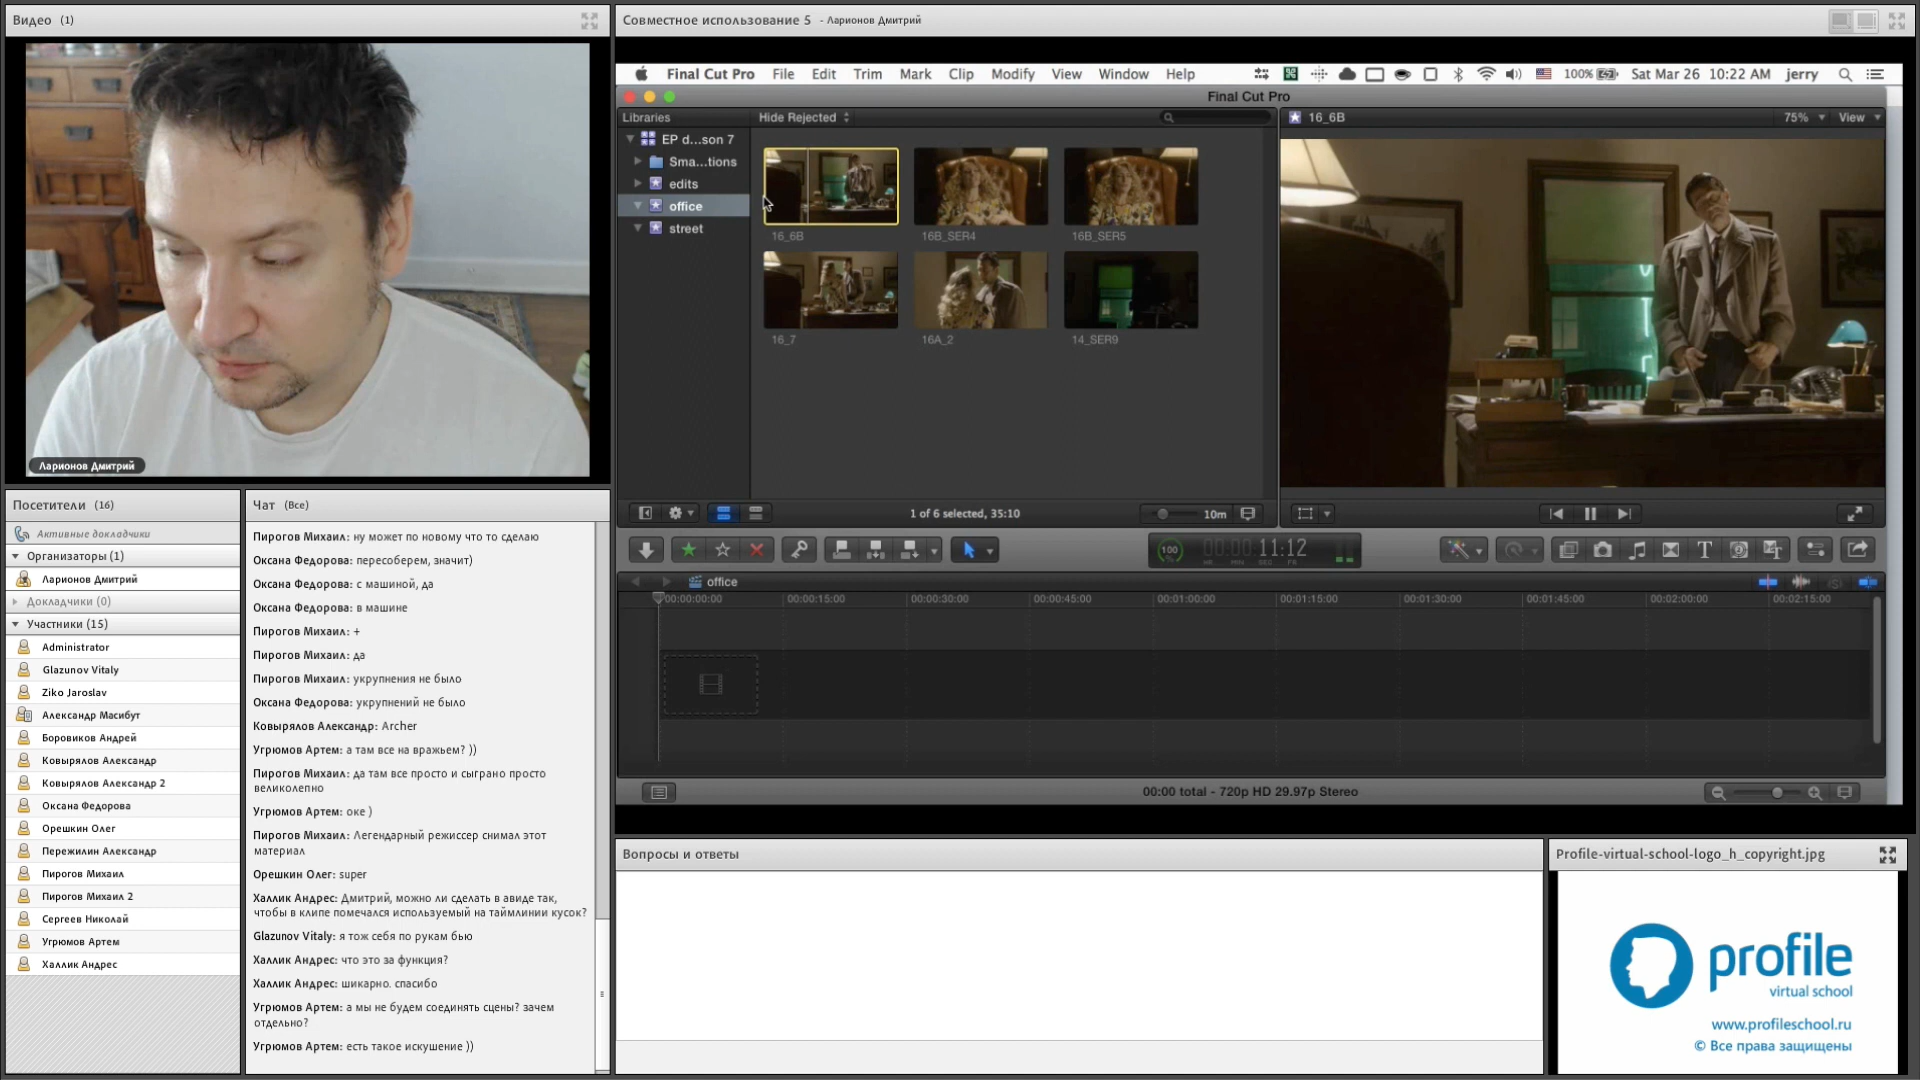 Видео (1)
Ларионов Дмитрий
Посетители (16)
Активные докладчики
Организаторы (1)
Ларионов Дмитрий
Докладчики (0)
Участники (15)
Administrator
Glazunov Vitaly
Ziko Jaroslav
Александр Масибут
Боровиков Андрей
Ковырялов Александр
Ковырялов Александр 2
Оксана Федорова
Орешкин Олег
Пережилин Александр
Пирогов Михаил
Пирогов Михаил 2
Сергеев Николай
Угрюмов Артем
Халлик Андрес
Чат (Все)
Пирогов Михаил: ну может по новому что то сделаю
Оксана Федорова: пересоберем, значит)
Оксана Федорова: с машиной, да
Оксана Федорова: в машине
Пирогов Михаил: +
Пирогов Михаил: да
Пирогов Михаил: укрупнения не было
Оксана Федорова: укрупнений не было
Ковырялов Александр: Archer
Угрюмов Артем: а там все на вражьем? ))
Пирогов Михаил: да там все просто и сыграно просто
великолепно
Угрюмов Артем: оке )
Пирогов Михаил: Легендарный режиссер снимал этот
материал
Орешкин Олег: super
Халлик Андрес: Дмитрий, можно ли сделать в авиде так,
чтобы в клипе помечался используемый на таймлинии кусок?
Glazunov Vitaly: я тож себя по рукам бью
Халлик Андрес: что это за функция?
Халлик Андрес: шикарно. спасибо
Угрюмов Артем: а мы не будем соединять сцены? зачем
отдельно?
Угрюмов Артем: есть такое искушение ))
Совместное использование 5 - Ларионов Дмитрий
Final Cut Pro File Edit Trim Mark Clip Modify View Window Help 100% Sat Mar 26 10:22 AM jerry
Final Cut Pro
Libraries
Hide Rejected
16_6B
75% View
EP d...son 7
Sma...tions
edits
office
street
16_6B
16B_SER4
16B_SER5
16_7
16A_2
14_SER9
1 of 6 selected, 35:10
10m
100
00:00:11:12
HR MIN SEC FR
office
00:00:00:00
00:00:15:00
00:00:30:00
00:00:45:00
00:01:00:00
00:01:15:00
00:01:30:00
00:01:45:00
00:02:00:00
00:02:15:00
00:00 total - 720p HD 29.97p Stereo
Вопросы и ответы
Profile-virtual-school-logo_h_copyright.jpg
profile
virtual school
www.profileschool.ru
© Все права защищены